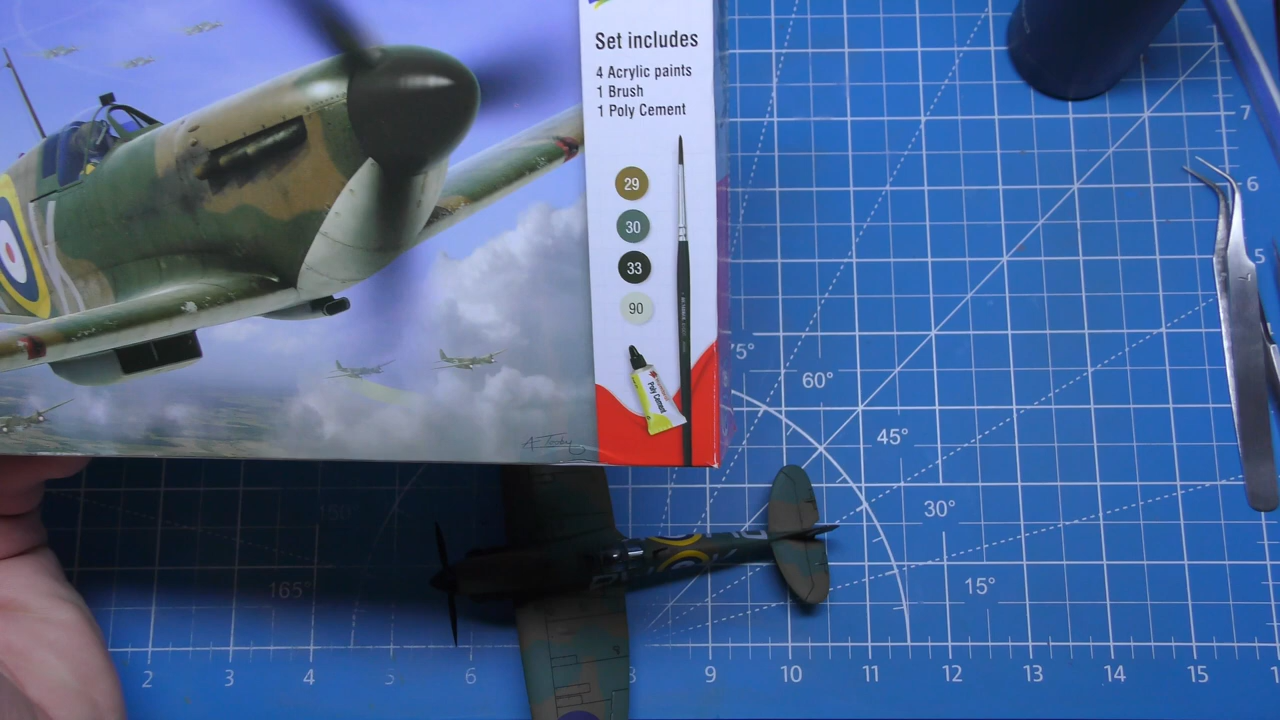 Set includes
4 Acrylic paints
1 Brush
1 Poly Cement
29
30
33
90
Poly Cement
7
6
5
75°
60°
45°
30°
15°
150°
165°
2 3 4 5 6 8 9 10 11 12 13 14 15